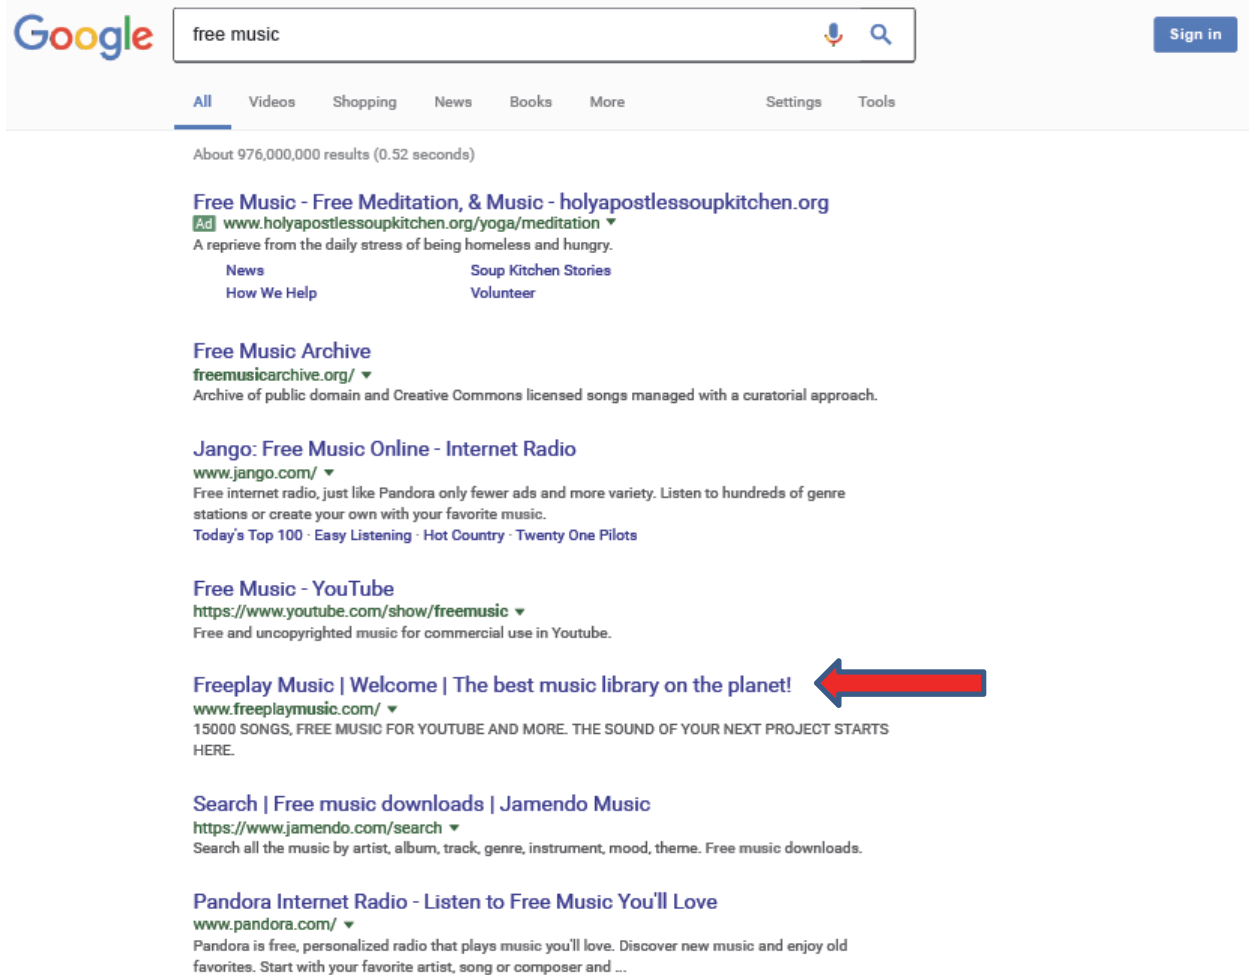 Google
free music
Sign in
All Videos Shopping News Books More Settings Tools
About 976,000,000 results (0.52 seconds)
Free Music - Free Meditation, & Music - holyapostlessoupkitchen.org
Ad www.holyapostlessoupkitchen.org/yoga/meditation
A reprieve from the daily stress of being homeless and hungry.
News Soup Kitchen Stories
How We Help Volunteer
Free Music Archive
freemusicarchive.org/
Archive of public domain and Creative Commons licensed songs managed with a curatorial approach.
Jango: Free Music Online - Internet Radio
www.jango.com/
Free internet radio, just like Pandora only fewer ads and more variety. Listen to hundreds of genre
stations or create your own with your favorite music.
Today's Top 100 · Easy Listening · Hot Country · Twenty One Pilots
Free Music - YouTube
https://www.youtube.com/show/freemusic
Free and uncopyrighted music for commercial use in Youtube.
Freeplay Music | Welcome | The best music library on the planet!
www.freeplaymusic.com/
15000 SONGS, FREE MUSIC FOR YOUTUBE AND MORE. THE SOUND OF YOUR NEXT PROJECT STARTS
HERE.
Search | Free music downloads | Jamendo Music
https://www.jamendo.com/search
Search all the music by artist, album, track, genre, instrument, mood, theme. Free music downloads.
Pandora Internet Radio - Listen to Free Music You'll Love
www.pandora.com/
Pandora is free, personalized radio that plays music you'll love. Discover new music and enjoy old
favorites. Start with your favorite artist, song or composer and ...